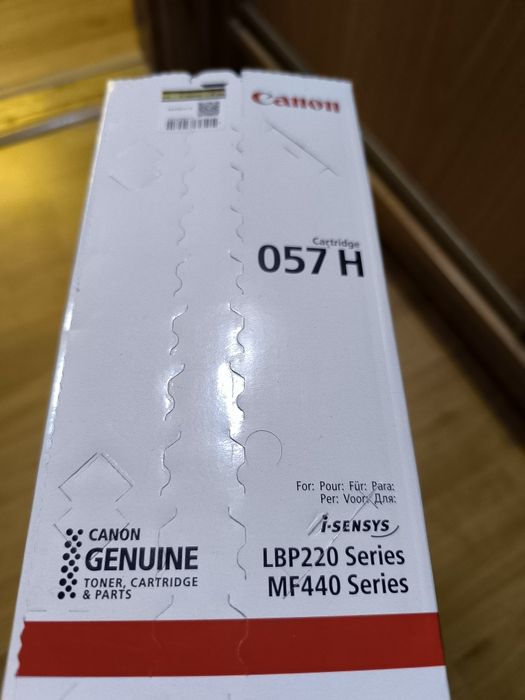 Canon
Cartridge
057 H
For: Pour: Für: Para:
Per: Voor: Для:
i-SENSYS
LBP220 Series
MF440 Series
CANON
GENUINE
TONER, CARTRIDGE
& PARTS